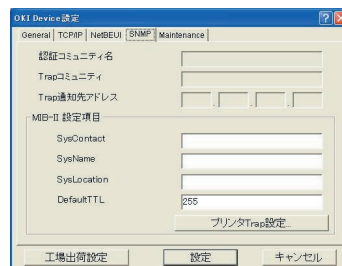 OKI Device設定
General TCP/IP NetBEUI SNMP Maintenance
認証コミュニティ名
Trapコミュニティ
Trap通知先アドレス
. . .
MIB-II 設定項目
SysContact
SysName
SysLocation
DefaultTTL 255
プリンタTrap設定...
工場出荷設定 設定 キャンセル